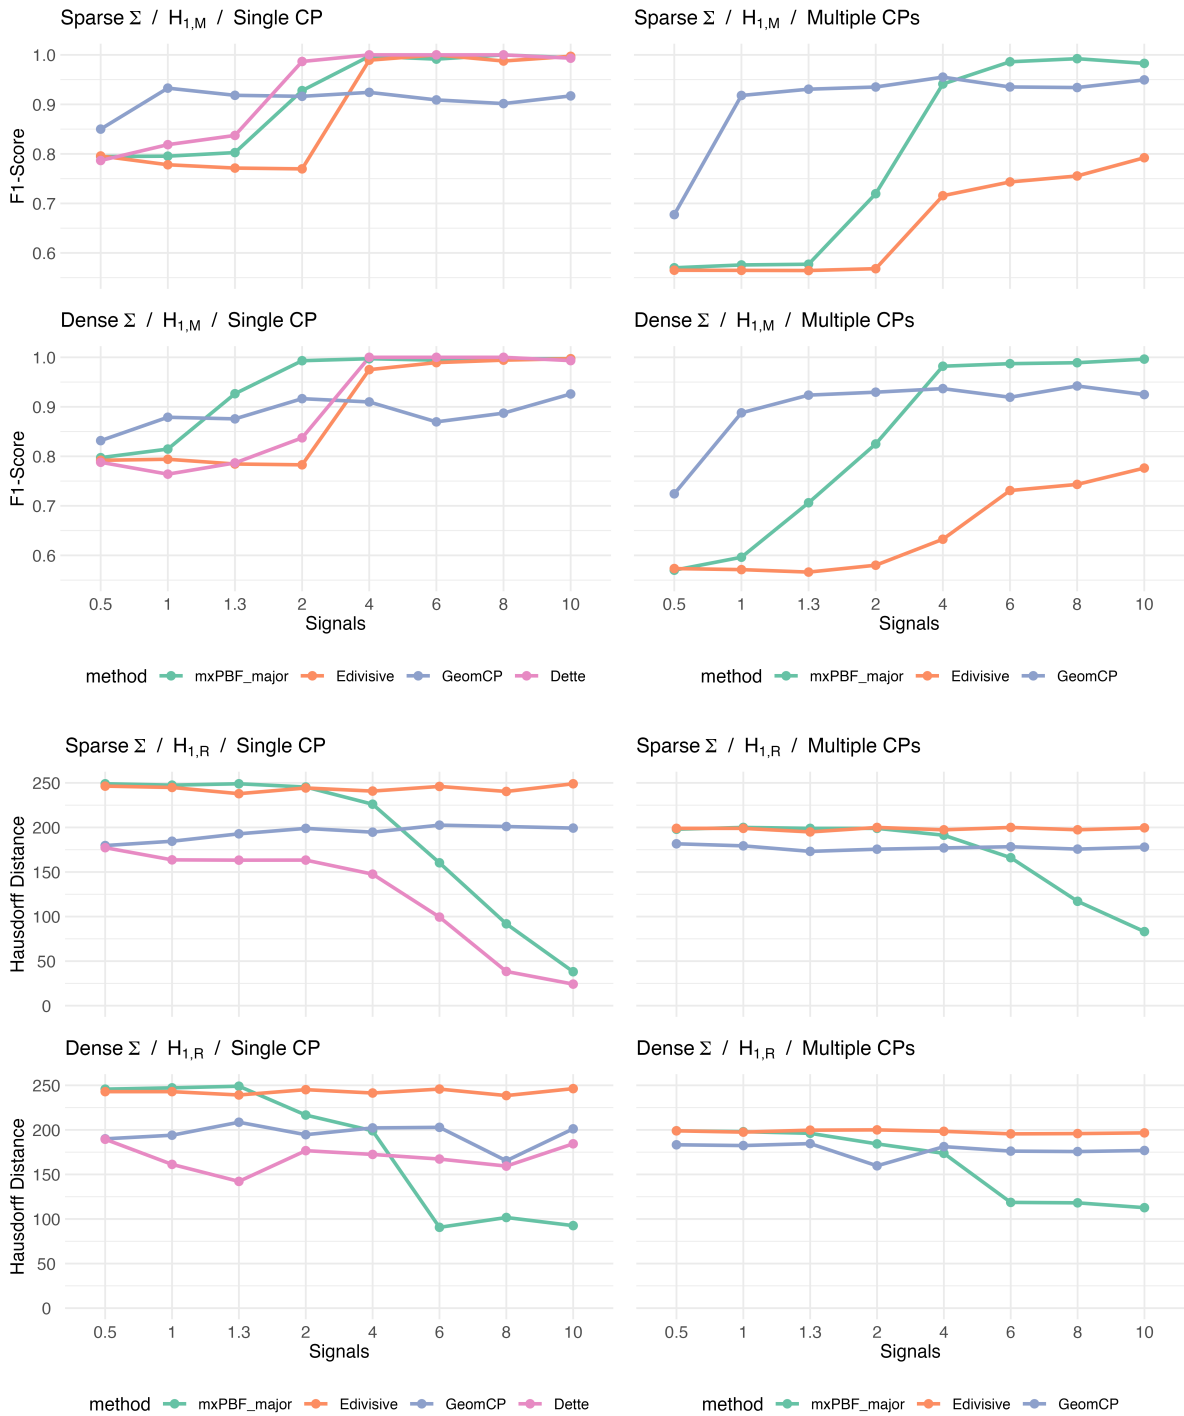 Sparse Σ / H1,M / Single CP
Sparse Σ / H1,M / Multiple CPs
F1-Score
1.0
0.9
0.8
0.7
0.6
Dense Σ / H1,M / Single CP
Dense Σ / H1,M / Multiple CPs
F1-Score
1.0
0.9
0.8
0.7
0.6
0.5 1 1.3 2 4 6 8 10
0.5 1 1.3 2 4 6 8 10
Signals
Signals
method mxPBF_major Edivisive GeomCP Dette
method mxPBF_major Edivisive GeomCP
Sparse Σ / H1,R / Single CP
Sparse Σ / H1,R / Multiple CPs
Hausdorff Distance
250
200
150
100
50
0
Dense Σ / H1,R / Single CP
Dense Σ / H1,R / Multiple CPs
Hausdorff Distance
250
200
150
100
50
0
0.5 1 1.3 2 4 6 8 10
0.5 1 1.3 2 4 6 8 10
Signals
Signals
method mxPBF_major Edivisive GeomCP Dette
method mxPBF_major Edivisive GeomCP